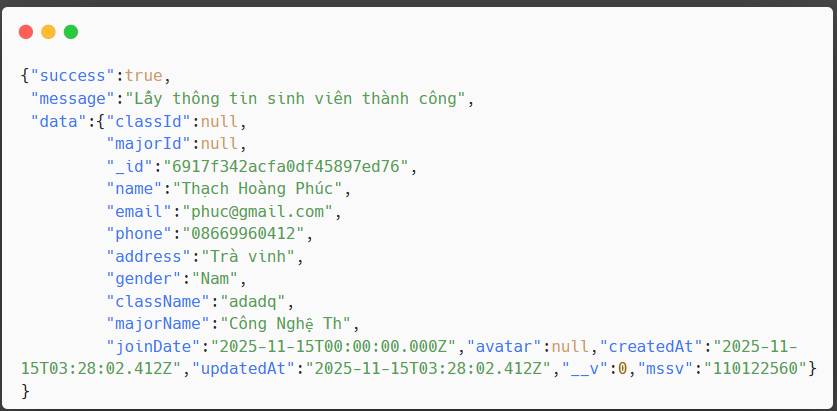 {"success":true,
"message":"Lấy thông tin sinh viên thành công",
"data":{"classId":null,
"majorId":null,
"_id":"6917f342acfa0df45897ed76",
"name":"Thạch Hoàng Phúc",
"email":"phuc@gmail.com",
"phone":"08669960412",
"address":"Trà vinh",
"gender":"Nam",
"className":"adadq",
"majorName":"Công Nghệ Th",
"joinDate":"2025-11-15T00:00:00.000Z","avatar":null,"createdAt":"2025-11-
15T03:28:02.412Z","updatedAt":"2025-11-15T03:28:02.412Z","__v":0,"mssv":"110122560"}
}